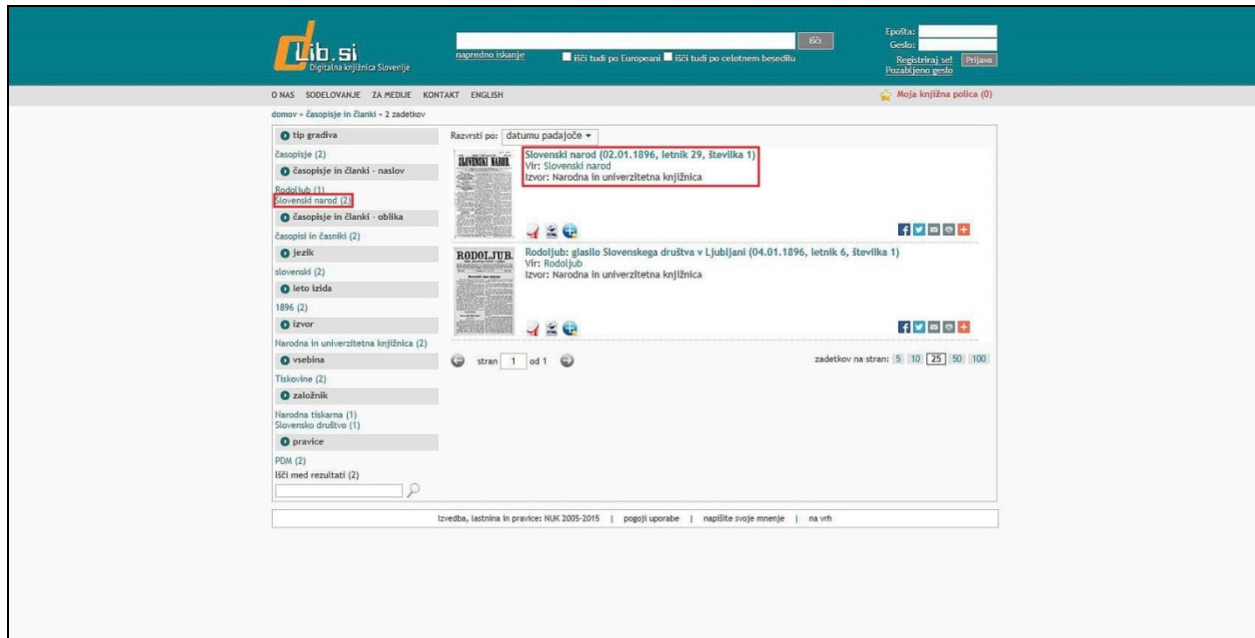 dLib.si
Digitalna knjižnica Slovenije
išči
napredno iskanje
išči tudi po Europeani išči tudi po celotnem besedilu
Epošta:
Geslo:
Registriraj se! Prijava
Pozabljeno geslo
O NAS SODELOVANJE ZA MEDIJE KONTAKT ENGLISH
Moja knjižna polica (0)
domov » časopisje in članki » 2 zadetkov
tip gradiva
časopisje (2)
časopisje in članki - naslov
Rodoljub (1)
Slovenski narod (2)
časopisje in članki - oblika
časopisi in časniki (2)
jezik
slovenski (2)
leto izida
1896 (2)
izvor
Narodna in univerzitetna knjižnica (2)
vsebina
Tiskovine (2)
založnik
Narodna tiskarna (1)
Slovensko društvo (1)
pravice
PDM (2)
Išči med rezultati (2)
Razvrsti po: datumu padajoče
SLOVENSKI NAROD.
Slovenski narod (02.01.1896, letnik 29, številka 1)
Vir: Slovenski narod
Izvor: Narodna in univerzitetna knjižnica
RODOLJUB.
Rodoljub: glasilo Slovenskega društva v Ljubljani (04.01.1896, letnik 6, številka 1)
Vir: Rodoljub
Izvor: Narodna in univerzitetna knjižnica
stran 1 od 1
zadetkov na stran: 5 10 25 50 100
Izvedba, lastnina in pravice: NUK 2005-2015 | pogoji uporabe | napišite svoje mnenje | na vrh